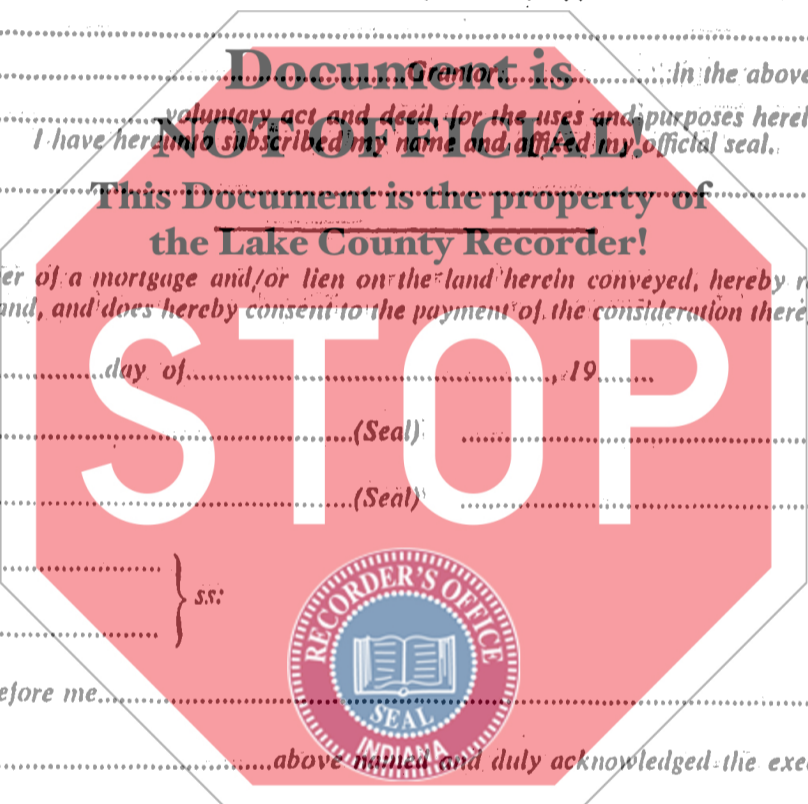 Document is
Grantor in the above
NOT OFFICIAL!
voluntary act and deed, for the uses and purposes herei
I have hereunto subscribed my name and affixed my official seal.
This Document is the property of
the Lake County Recorder!
er of a mortgage and/or lien on the land herein conveyed, hereby r
and, and does hereby consent to the payment of the consideration there
STOP
day of , 19
(Seal)
(Seal)
} ss:
RECORDER'S OFFICE
SEAL
INDIANA
efore me
above named and duly acknowledged the exe